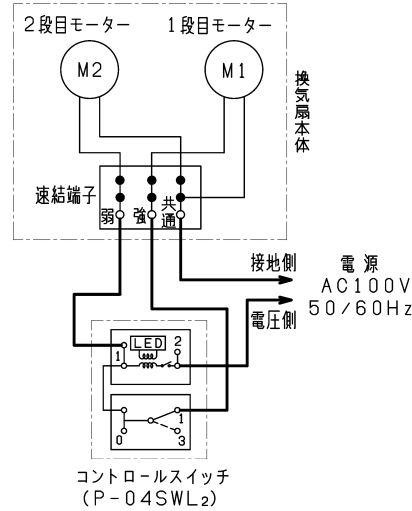 2段目モーター
1段目モーター
M2
M1
換気扇本体
速結端子
弱
強
共通
接地側
電源
AC100V
50/60Hz
電圧側
LED
1
2
0
1
3
コントロールスイッチ
(P-04SWL2)